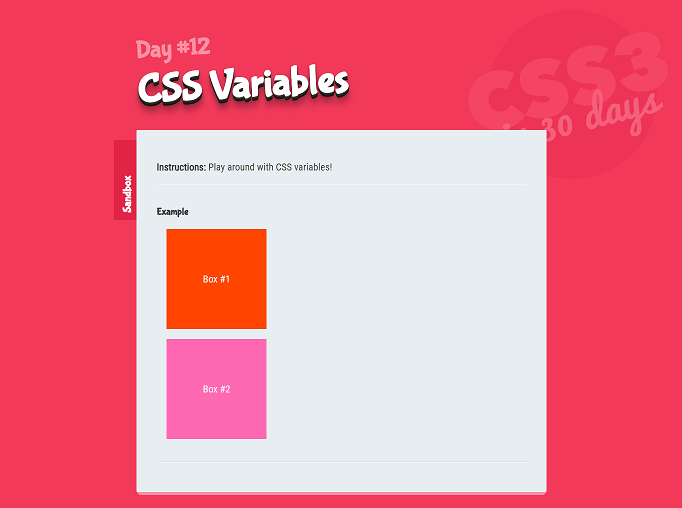 Day #12
CSS Variables
CSS3
in 30 days
Sandbox
Instructions: Play around with CSS variables!
Example
Box #1
Box #2